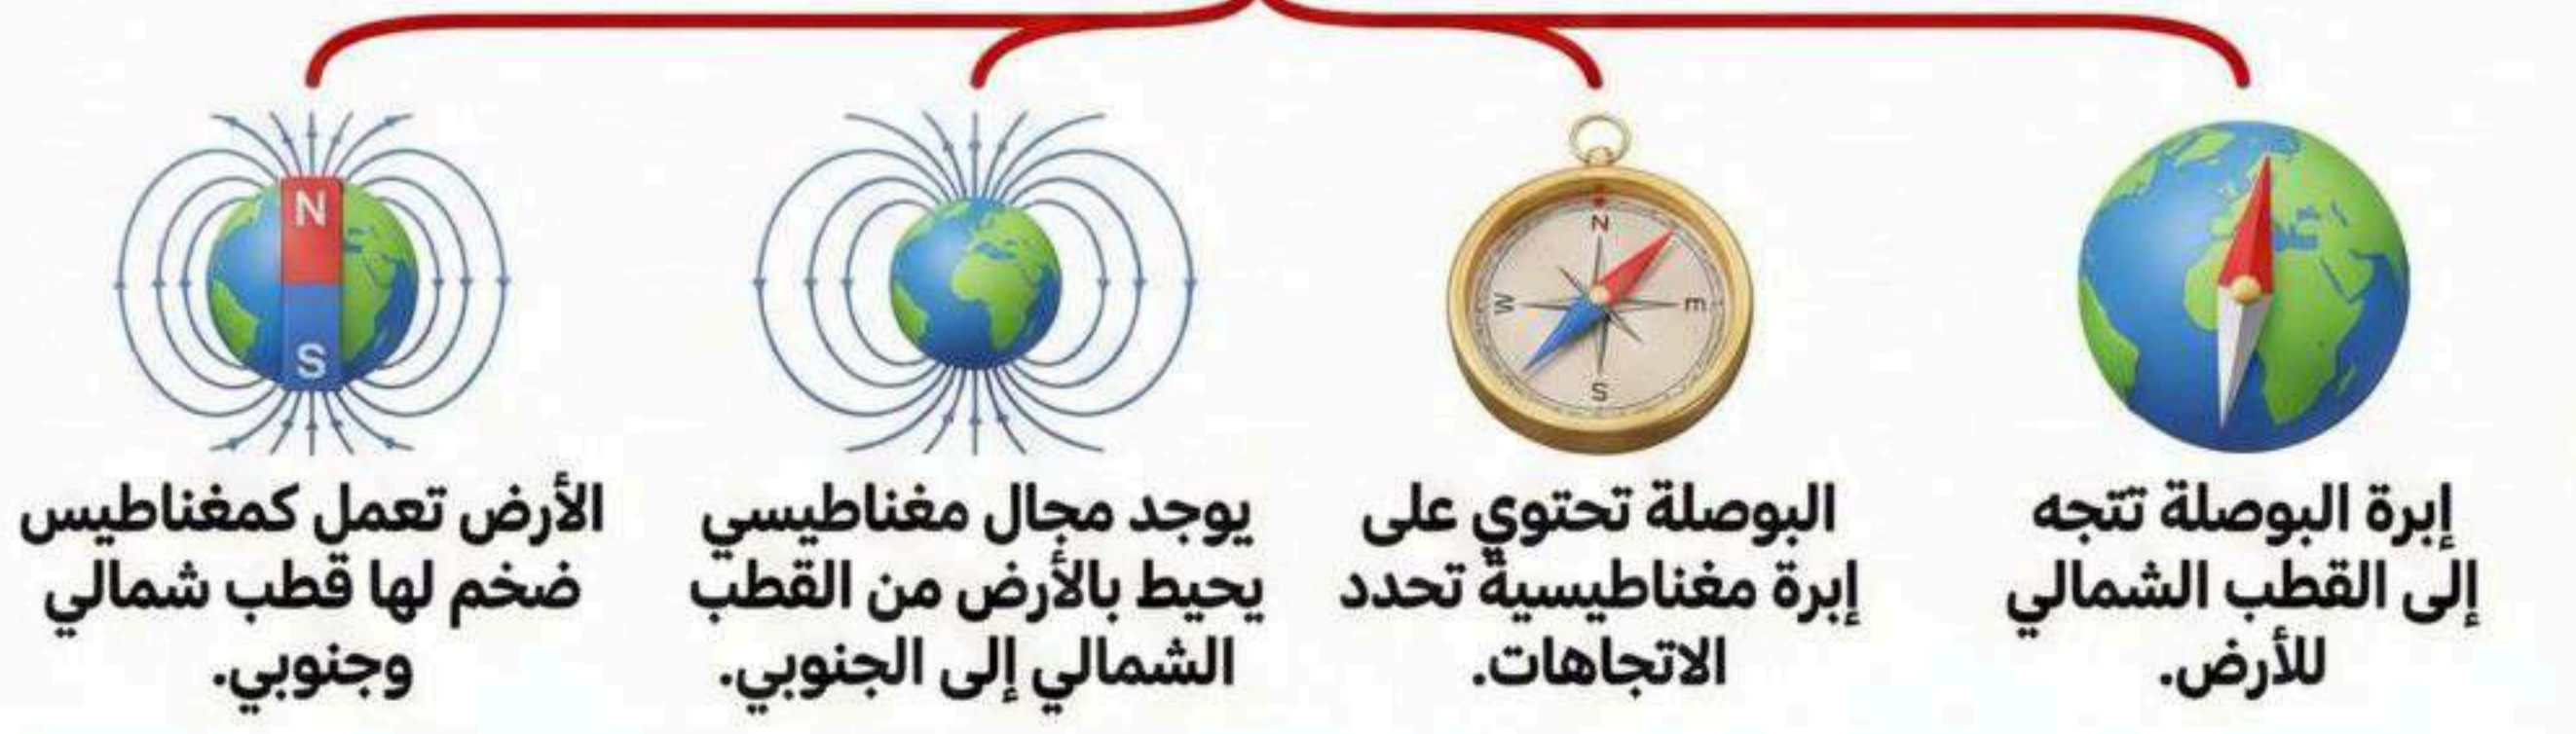 N
S
N
W
m
S
إبرة البوصلة تتجه
إلى القطب الشمالي
للأرض.
البوصلة تحتوي على
إبرة مغناطيسية تحدد
الاتجاهات.
يوجد مجال مغناطيسي
يحيط بالأرض من القطب
الشمالي إلى الجنوبي.
الأرض تعمل كمغناطيس
ضخم لها قطب شمالي
وجنوبي.